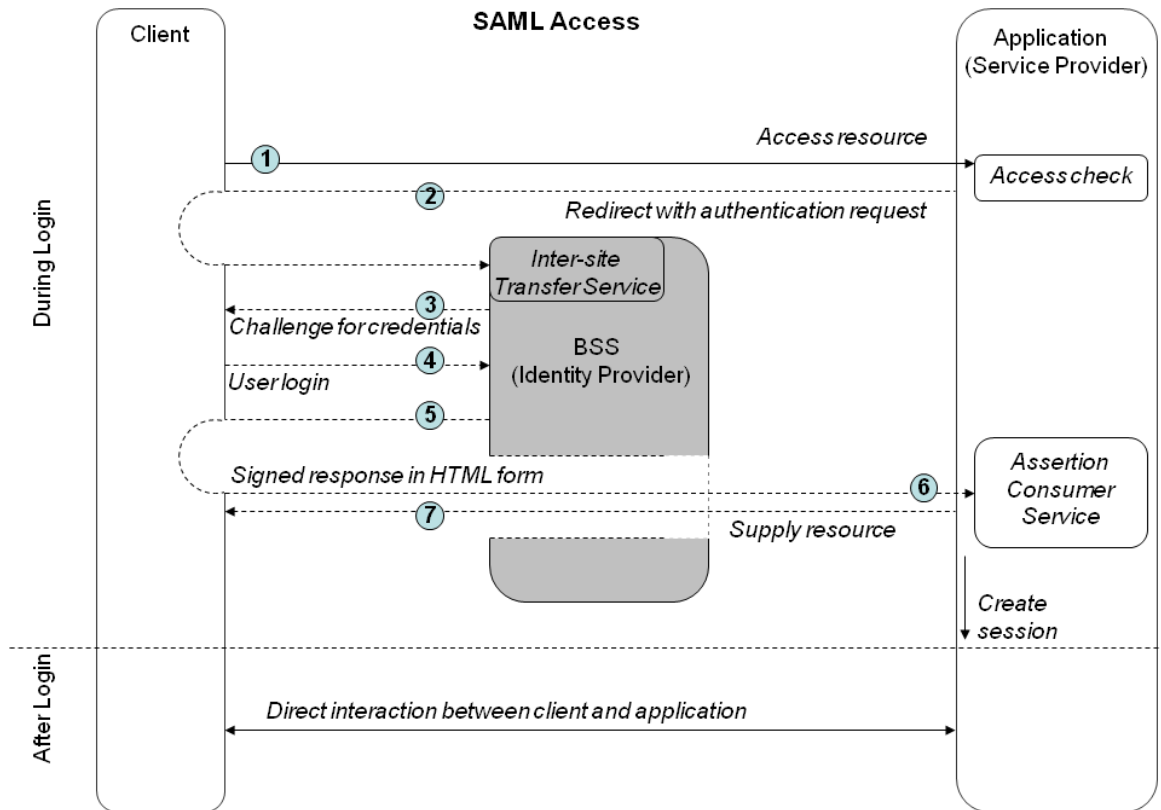 SAML Access
Client
Application
(Service Provider)
During Login
Access resource
1
Access check
2
Redirect with authentication request
Inter-site
Transfer Service
3
Challenge for credentials
BSS
(Identity Provider)
4
User login
5
Signed response in HTML form
6
Assertion
Consumer
Service
7
Supply resource
Create
session
After Login
Direct interaction between client and application